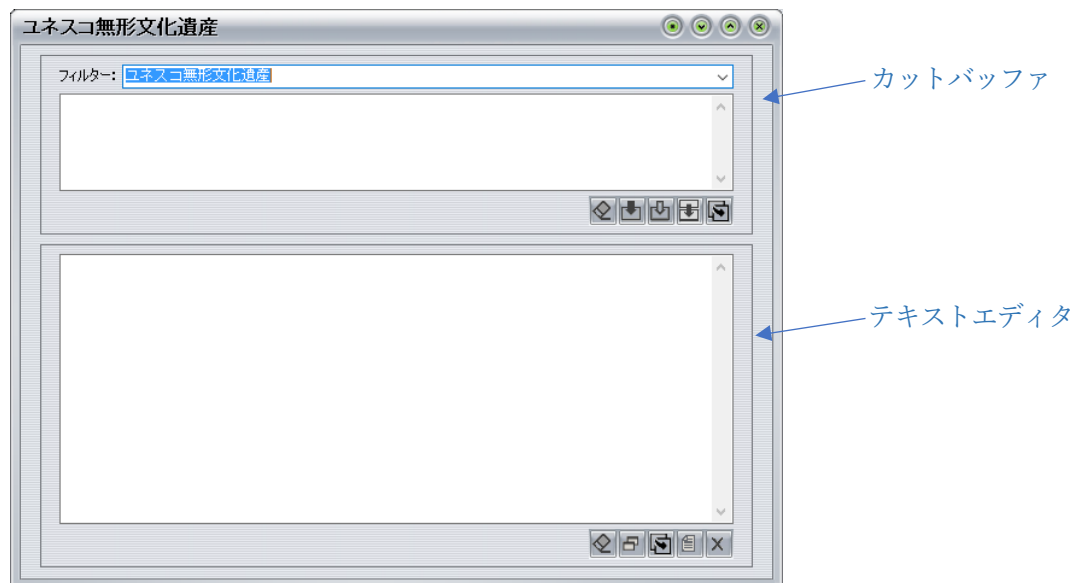 ユネスコ無形文化遺産
フィルター: ユネスコ無形文化遺産
カットバッファ
テキストエディタ